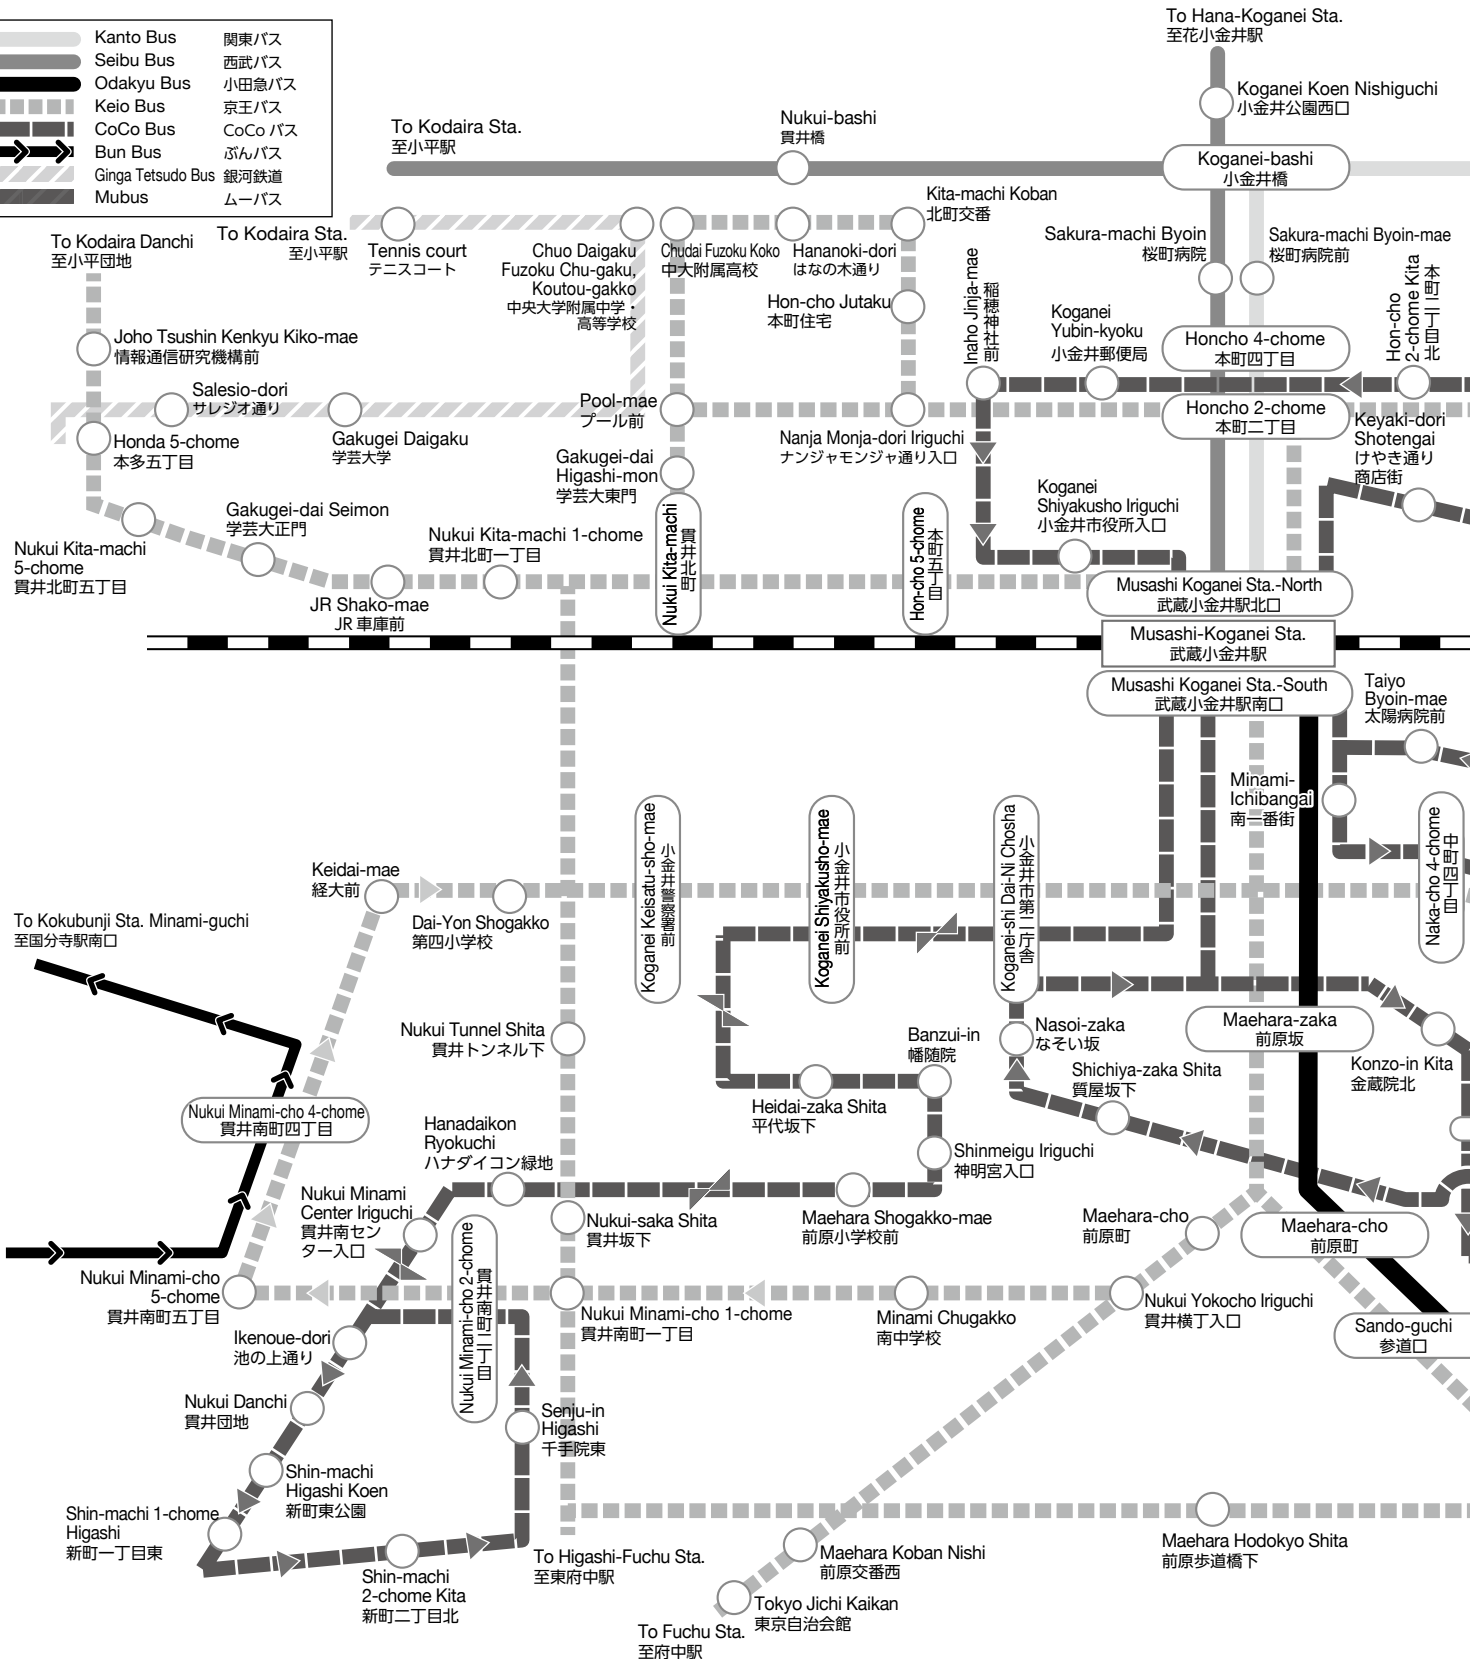 Kanto Bus 関東バス
Seibu Bus 西武バス
Odakyu Bus 小田急バス
Keio Bus 京王バス
CoCo Bus CoCo バス
Bun Bus ぶんバス
Ginga Tetsudo Bus 銀河鉄道
Mubus ムーバス
To Hana-Koganei Sta.
至花小金井駅
Koganei Koen Nishiguchi
小金井公園西口
To Kodaira Sta.
至小平駅
Nukui-bashi
貫井橋
Koganei-bashi
小金井橋
Kita-machi Koban
北町交番
To Kodaira Danchi
至小平団地
To Kodaira Sta.
至小平駅
Tennis court
テニスコート
Chuo Daigaku
Fuzoku Chu-gaku,
Koutou-gakko
中央大学附属中学・
高等学校
Chudai Fuzoku Koko
中大附属高校
Hananoki-dori
はなの木通り
Hon-cho Jutaku
本町住宅
Inaho Jinja-mae
稲穂神社前
Sakura-machi Byoin
桜町病院
Sakura-machi Byoin-mae
桜町病院前
Koganei
Yubin-kyoku
小金井郵便局
Honcho 4-chome
本町四丁目
Hon-cho
2-chome Kita
本町二丁目北
Joho Tsushin Kenkyu Kiko-mae
情報通信研究機構前
Salesio-dori
サレジオ通り
Honda 5-chome
本多五丁目
Gakugei Daigaku
学芸大学
Pool-mae
プール前
Nanja Monja-dori Iriguchi
ナンジャモンジャ通り入口
Honcho 2-chome
本町二丁目
Keyaki-dori
Shotengai
けやき通り
商店街
Gakugei-dai
Higashi-mon
学芸大東門
Koganei
Shiyakusho Iriguchi
小金井市役所入口
Gakugei-dai Seimon
学芸大正門
Nukui Kita-machi
5-chome
貫井北町五丁目
Nukui Kita-machi 1-chome
貫井北町一丁目
JR Shako-mae
JR 車庫前
Nukui Kita-machi
貫井北町
Hon-cho 5-chome
本町五丁目
Musashi Koganei Sta.-North
武蔵小金井駅北口
Musashi-Koganei Sta.
武蔵小金井駅
Musashi Koganei Sta.-South
武蔵小金井駅南口
Taiyo
Byoin-mae
太陽病院前
Minami-
Ichibangai
南一番街
Naka-cho 4-chome
中町四丁目
Keidai-mae
経大前
Dai-Yon Shogakko
第四小学校
Koganei Keisatu-sho-mae
小金井警察署前
Koganei Shiyakusho-mae
小金井市役所前
Koganei-shi Dai-Ni Chosha
小金井市第二庁舎
To Kokubunji Sta. Minami-guchi
至国分寺駅南口
Nukui Tunnel Shita
貫井トンネル下
Banzui-in
幡随院
Nasoi-zaka
なそい坂
Maehara-zaka
前原坂
Konzo-in Kita
金蔵院北
Shichiya-zaka Shita
質屋坂下
Heidai-zaka Shita
平代坂下
Nukui Minami-cho 4-chome
貫井南町四丁目
Hanadaikon
Ryokuchi
ハナダイコン緑地
Shinmeigu Iriguchi
神明宮入口
Nukui Minami
Center Iriguchi
貫井南セン
ター入口
Nukui-saka Shita
貫井坂下
Maehara Shogakko-mae
前原小学校前
Maehara-cho
前原町
Maehara-cho
前原町
Nukui Minami-cho
5-chome
貫井南町五丁目
Nukui Minami-cho 2-chome
貫井南町二丁目
Nukui Minami-cho 1-chome
貫井南町一丁目
Minami Chugakko
南中学校
Nukui Yokocho Iriguchi
貫井横丁入口
Sando-guchi
参道口
Ikenoue-dori
池の上通り
Nukui Danchi
貫井団地
Senju-in
Higashi
千手院東
Shin-machi
Higashi Koen
新町東公園
Shin-machi 1-chome
Higashi
新町一丁目東
Shin-machi
2-chome Kita
新町二丁目北
To Higashi-Fuchu Sta.
至東府中駅
Maehara Koban Nishi
前原交番西
Maehara Hodokyo Shita
前原歩道橋下
Tokyo Jichi Kaikan
東京自治会館
To Fuchu Sta.
至府中駅